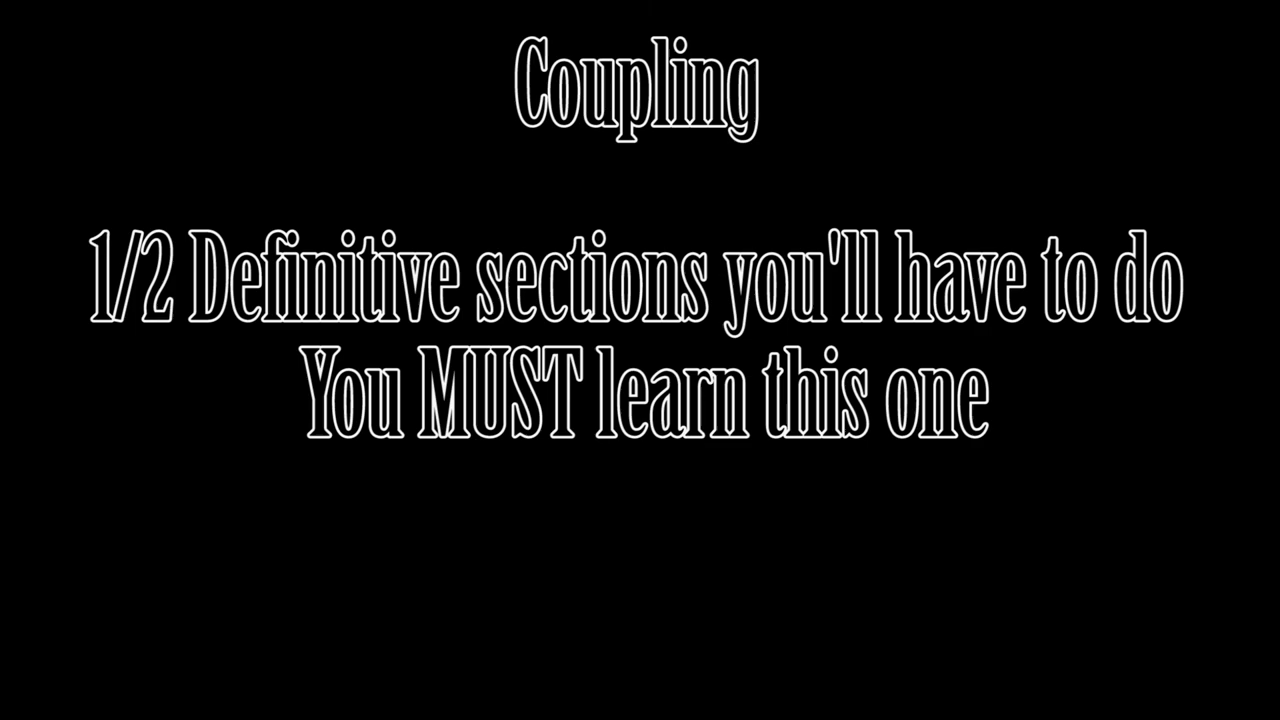 Coupling
1/2 Definitive sections you'll have to do
You MUST learn this one